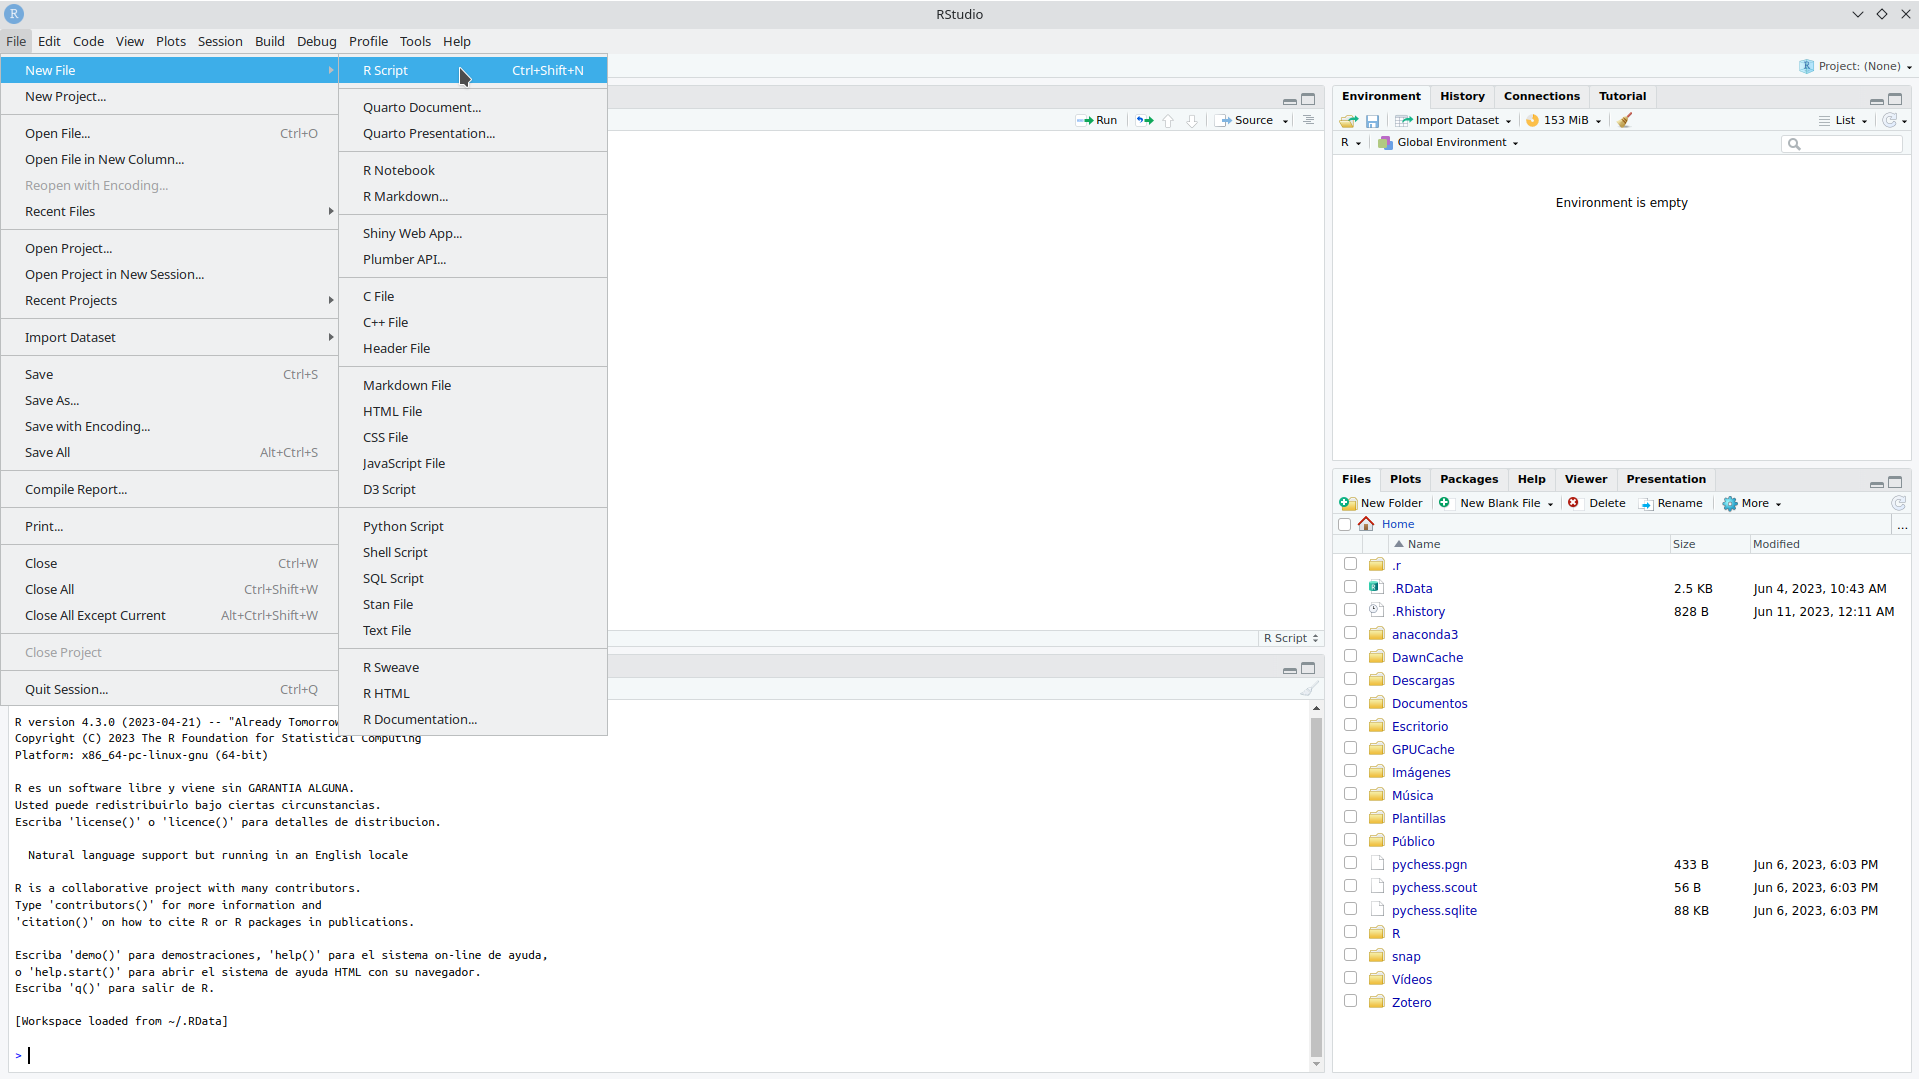 RStudio
File Edit Code View Plots Session Build Debug Profile Tools Help
Project: (None)
New File
New Project...
Open File... Ctrl+O
Open File in New Column...
Reopen with Encoding...
Recent Files
Open Project...
Open Project in New Session...
Recent Projects
Import Dataset
Save Ctrl+S
Save As...
Save with Encoding...
Save All Alt+Ctrl+S
Compile Report...
Print...
Close Ctrl+W
Close All Ctrl+Shift+W
Close All Except Current Alt+Ctrl+Shift+W
Close Project
Quit Session... Ctrl+Q
R Script Ctrl+Shift+N
Quarto Document...
Quarto Presentation...
R Notebook
R Markdown...
Shiny Web App...
Plumber API...
C File
C++ File
Header File
Markdown File
HTML File
CSS File
JavaScript File
D3 Script
Python Script
Shell Script
SQL Script
Stan File
Text File
R Sweave
R HTML
R Documentation...
Run Source
R Script
R version 4.3.0 (2023-04-21) -- "Already Tomorrow
Copyright (C) 2023 The R Foundation for Statistical Computing
Platform: x86_64-pc-linux-gnu (64-bit)
R es un software libre y viene sin GARANTIA ALGUNA.
Usted puede redistribuirlo bajo ciertas circunstancias.
Escriba 'license()' o 'licence()' para detalles de distribucion.
Natural language support but running in an English locale
R is a collaborative project with many contributors.
Type 'contributors()' for more information and
'citation()' on how to cite R or R packages in publications.
Escriba 'demo()' para demostraciones, 'help()' para el sistema on-line de ayuda,
o 'help.start()' para abrir el sistema de ayuda HTML con su navegador.
Escriba 'q()' para salir de R.
[Workspace loaded from ~/.RData]
>
Environment History Connections Tutorial
Import Dataset 153 MiB List
R Global Environment
Environment is empty
Files Plots Packages Help Viewer Presentation
New Folder New Blank File Delete Rename More
Home ...
Name Size Modified
.r
.RData 2.5 KB Jun 4, 2023, 10:43 AM
.Rhistory 828 B Jun 11, 2023, 12:11 AM
anaconda3
DawnCache
Descargas
Documentos
Escritorio
GPUCache
Imágenes
Música
Plantillas
Público
pychess.pgn 433 B Jun 6, 2023, 6:03 PM
pychess.scout 56 B Jun 6, 2023, 6:03 PM
pychess.sqlite 88 KB Jun 6, 2023, 6:03 PM
R
snap
Vídeos
Zotero